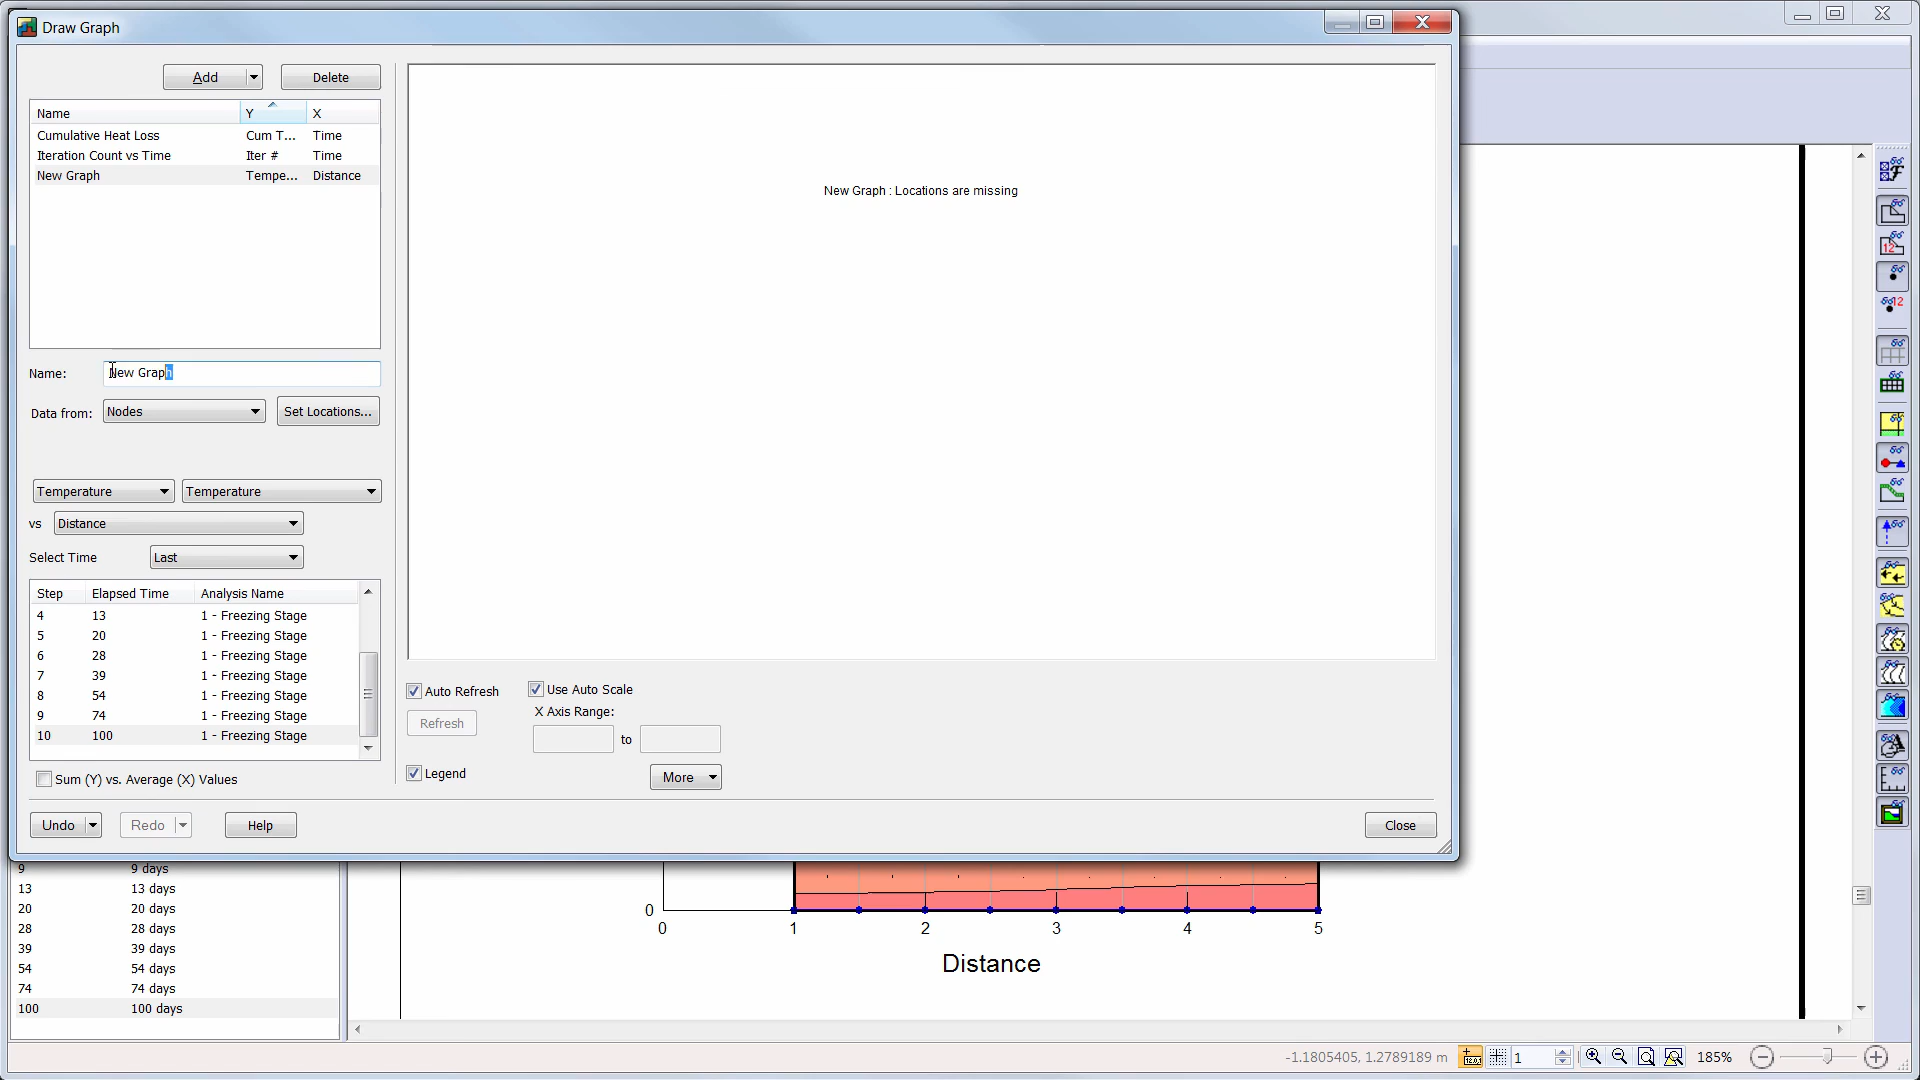 Draw Graph
Add
Delete
Name Y X
Cumulative Heat Loss Cum T... Time
Iteration Count vs Time Iter # Time
New Graph Tempe... Distance
New Graph : Locations are missing
Name: New Graph
Data from: Nodes Set Locations...
Temperature Temperature
vs Distance
Select Time Last
Step Elapsed Time Analysis Name
4 13 1 - Freezing Stage
5 20 1 - Freezing Stage
6 28 1 - Freezing Stage
7 39 1 - Freezing Stage
8 54 1 - Freezing Stage
9 74 1 - Freezing Stage
10 100 1 - Freezing Stage
Sum (Y) vs. Average (X) Values
Auto Refresh
Use Auto Scale
X Axis Range:
Refresh
to
Legend
More
Undo
Redo
Help
Close
9 9 days
13 13 days
20 20 days
28 28 days
39 39 days
54 54 days
74 74 days
100 100 days
0
0 1 2 3 4 5
Distance
12
12
-1.1805405, 1.2789189 m
1
185%